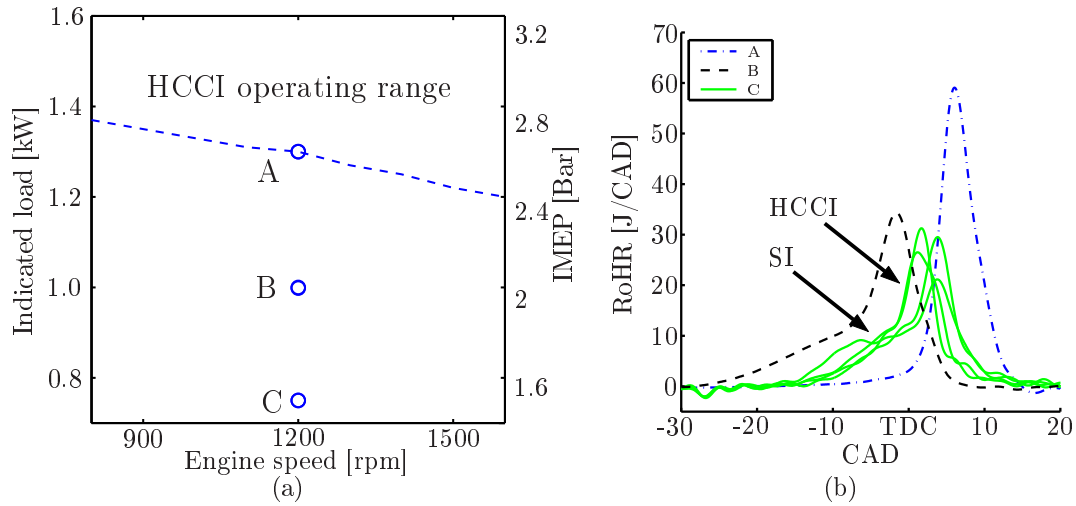 1.6
1.4
1.2
1.0
0.8
Indicated load [kW]
HCCI operating range
A
B
C
3.2
2.8
2.4
2
1.6
IMEP [Bar]
900
1200
1500
Engine speed [rpm]
(a)
70
60
50
40
30
20
10
0
RoHR [J/CAD]
A
B
C
HCCI
SI
-30
-20
-10
TDC
10
20
CAD
(b)